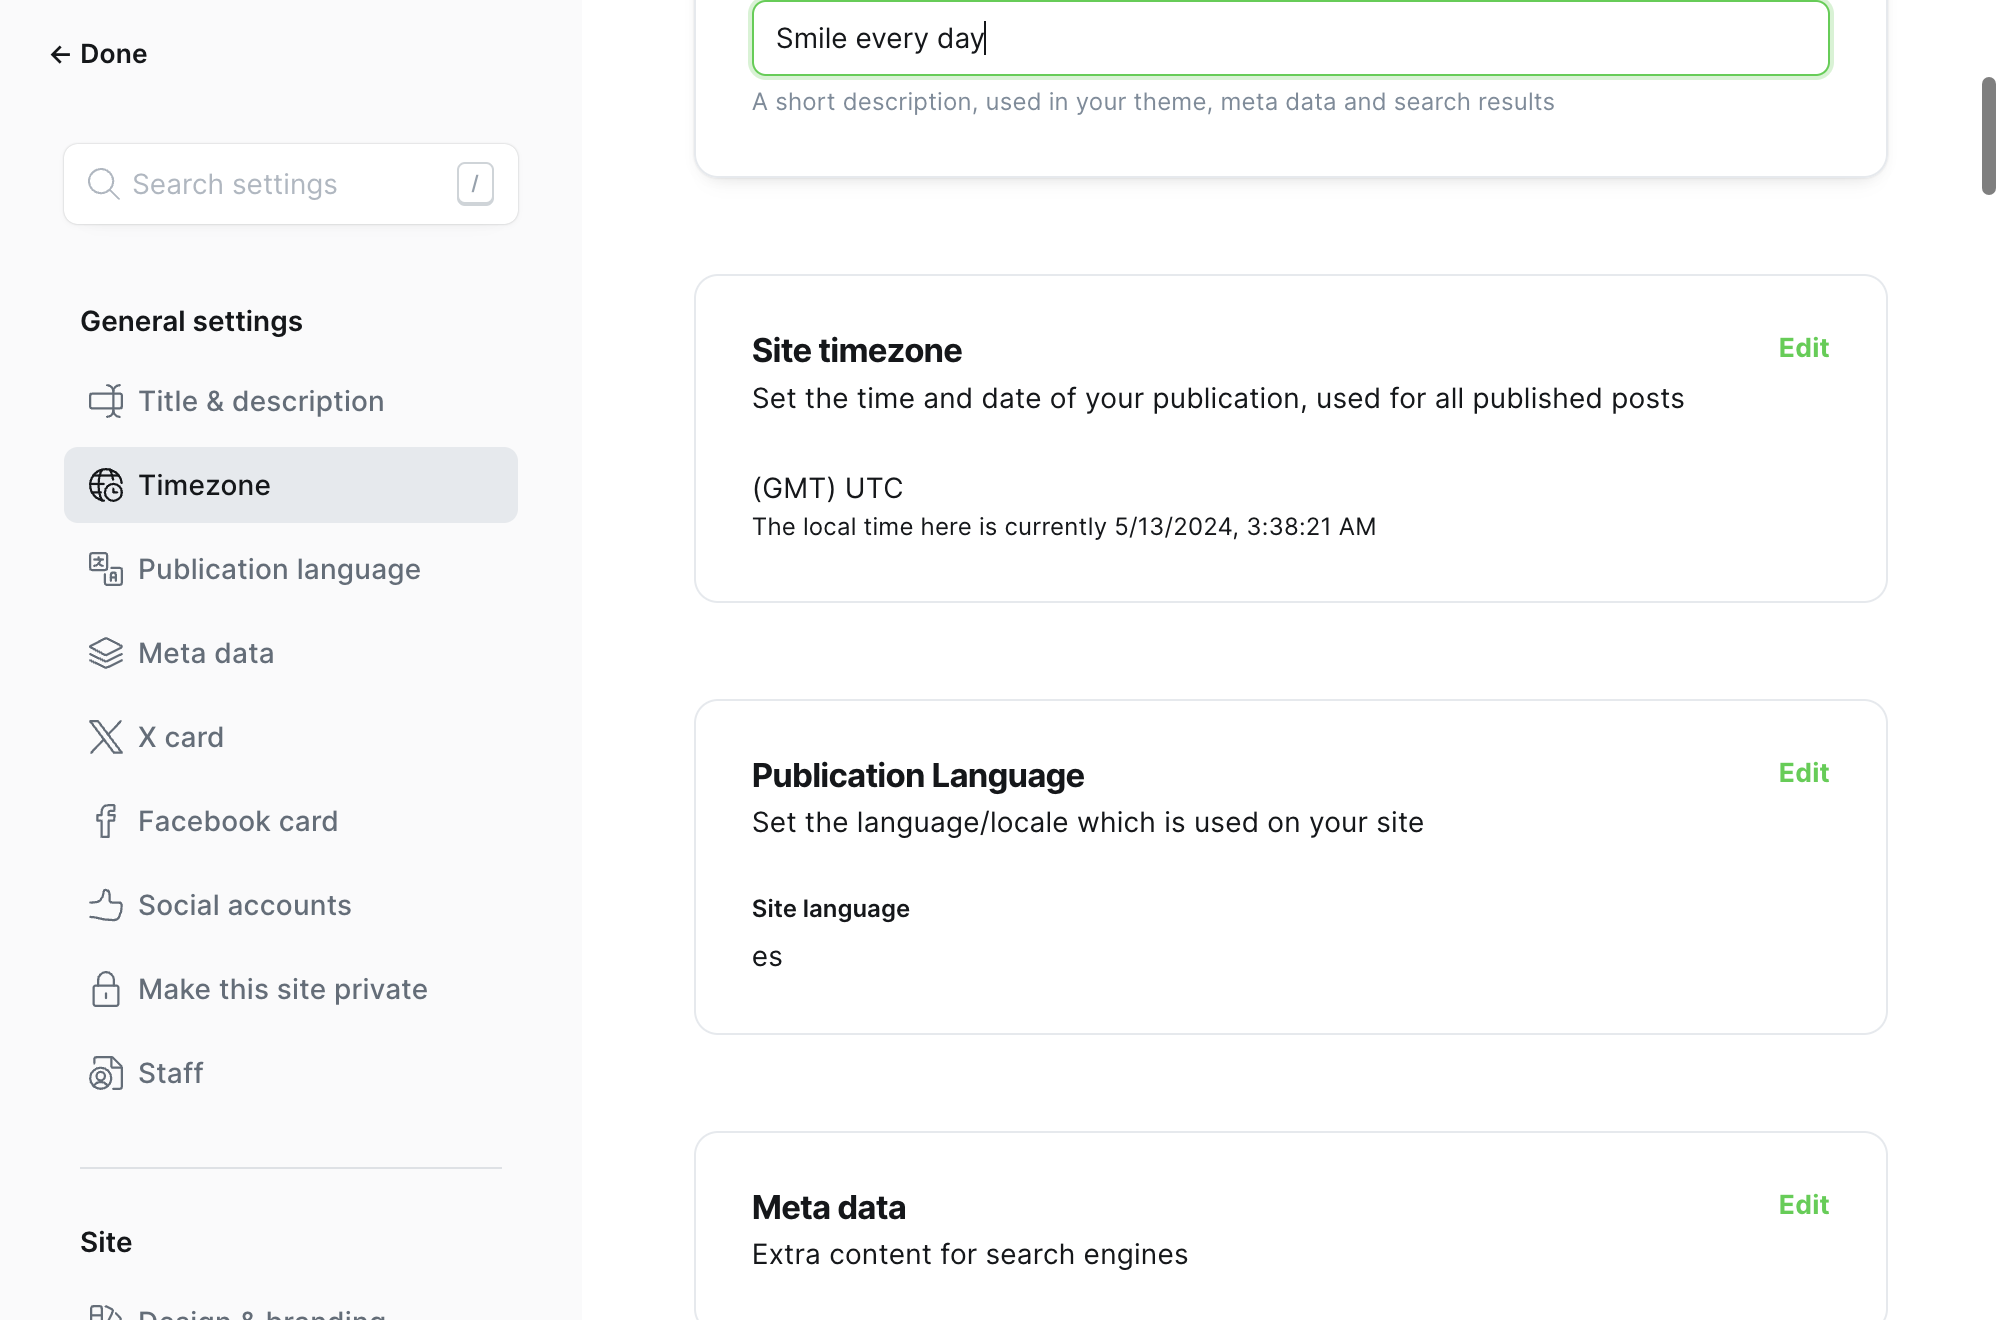 Done
Search settings
/
General settings
Title & description
Timezone
Publication language
Meta data
X card
Facebook card
Social accounts
Make this site private
Staff
Site
Design & branding
Smile every day
A short description, used in your theme, meta data and search results
Site timezone
Edit
Set the time and date of your publication, used for all published posts
(GMT) UTC
The local time here is currently 5/13/2024, 3:38:21 AM
Publication Language
Edit
Set the language/locale which is used on your site
Site language
es
Meta data
Edit
Extra content for search engines